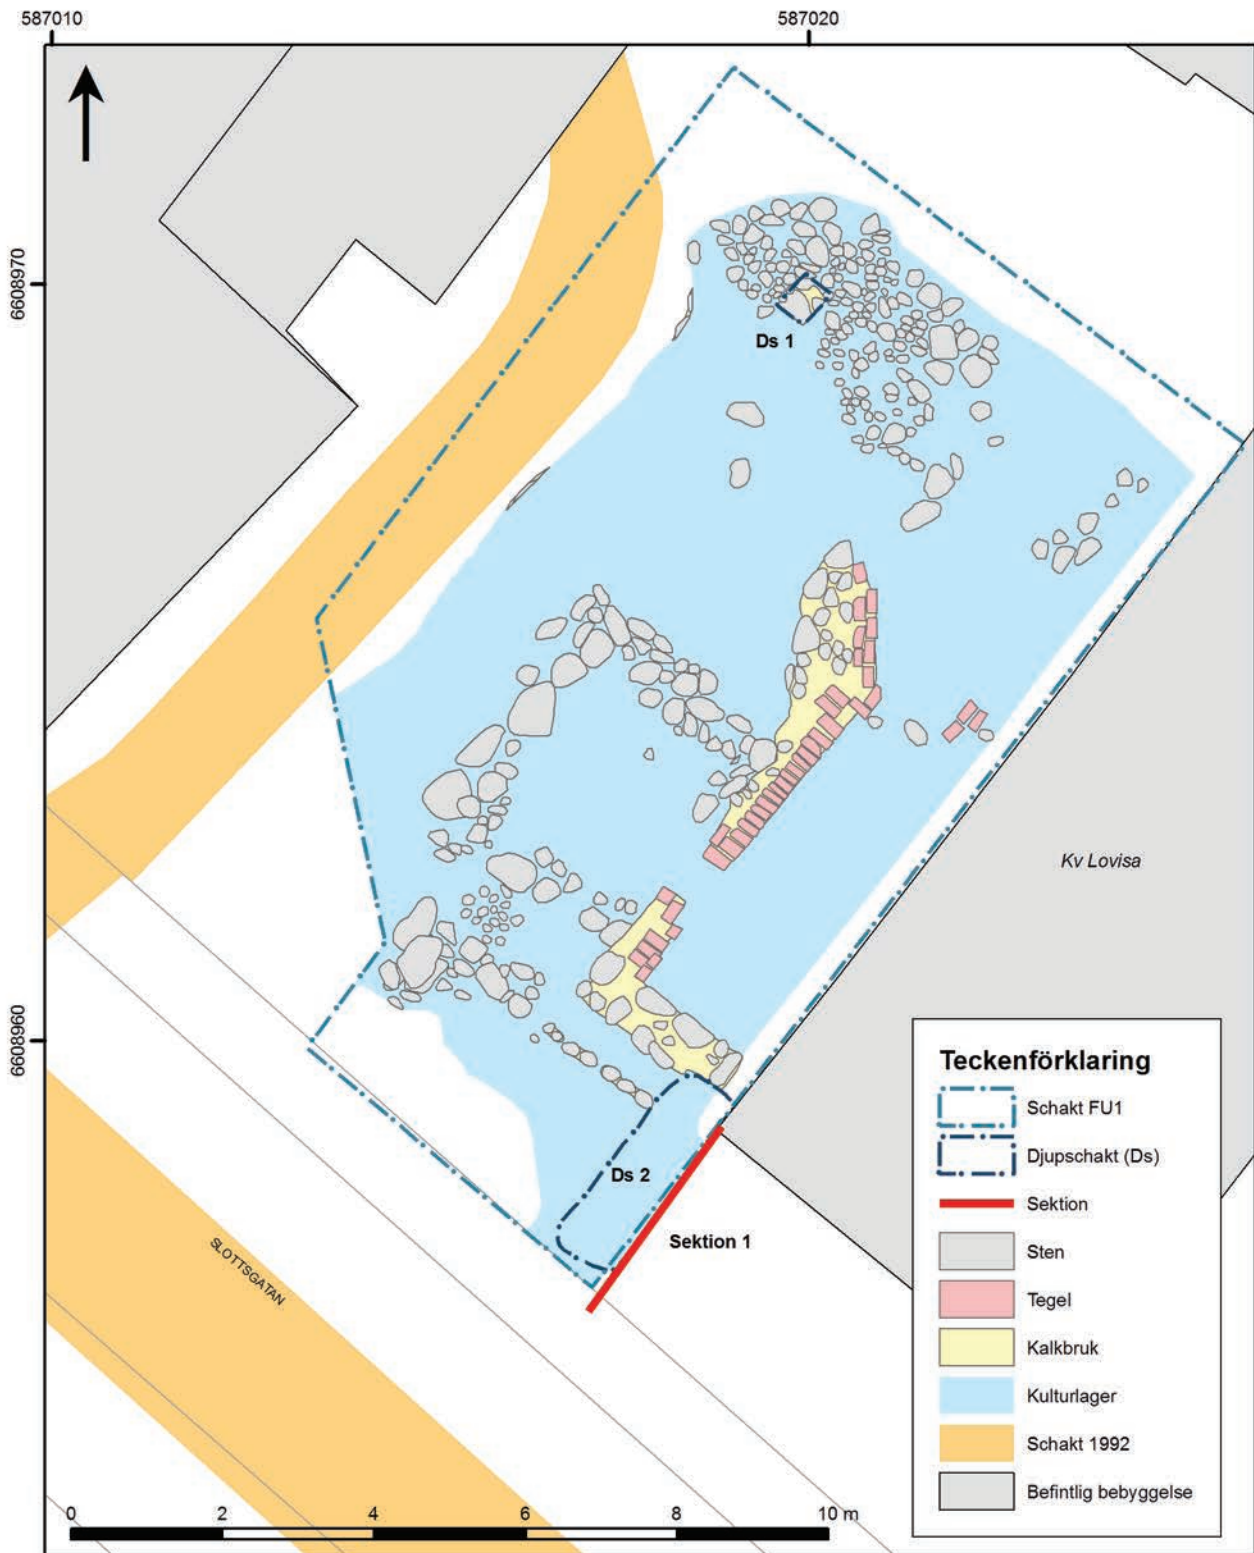 587010
587020
6608970
Ds 1
Kv Lovisa
6608960
Ds 2
Sektion 1
SLOTTSGATAN
Teckenförklaring
Schakt FU1
Djupschakt (Ds)
Sektion
Sten
Tegel
Kalkbruk
Kulturlager
Schakt 1992
Befintlig bebyggelse
0 2 4 6 8 10 m